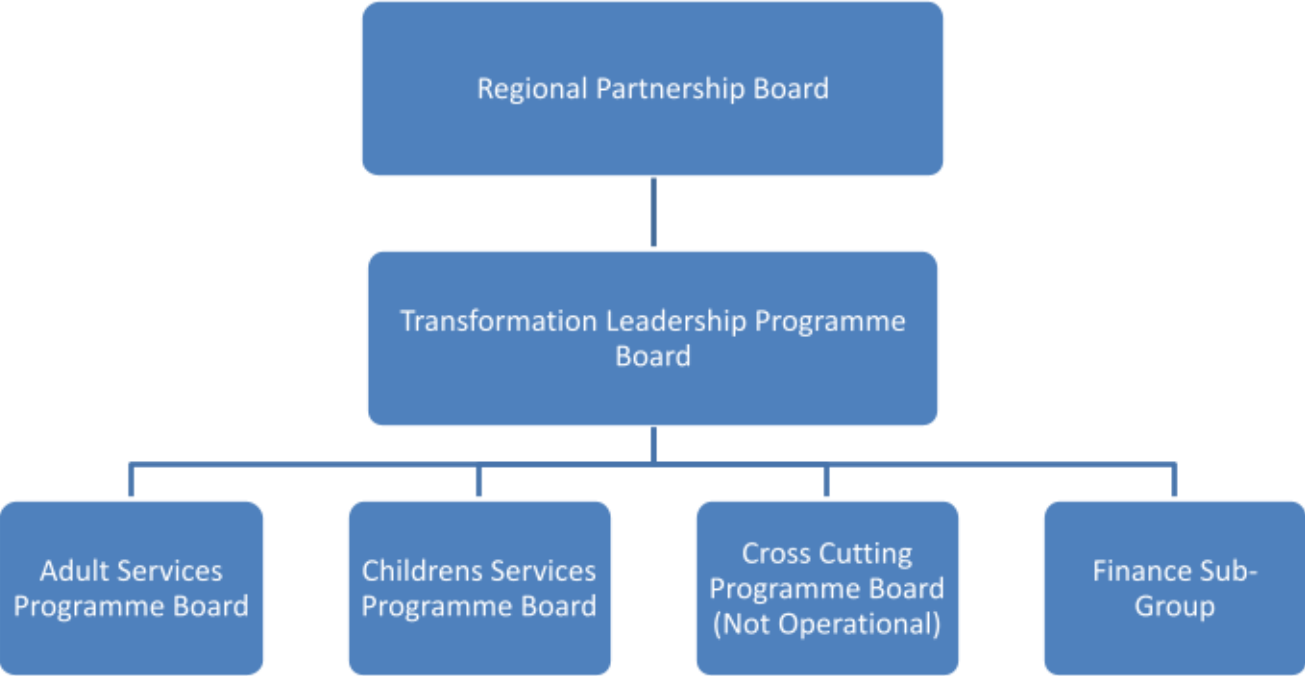 Regional Partnership Board
Transformation Leadership Programme
Board
Adult Services
Programme Board
Childrens Services
Programme Board
Cross Cutting
Programme Board
(Not Operational)
Finance Sub-
Group